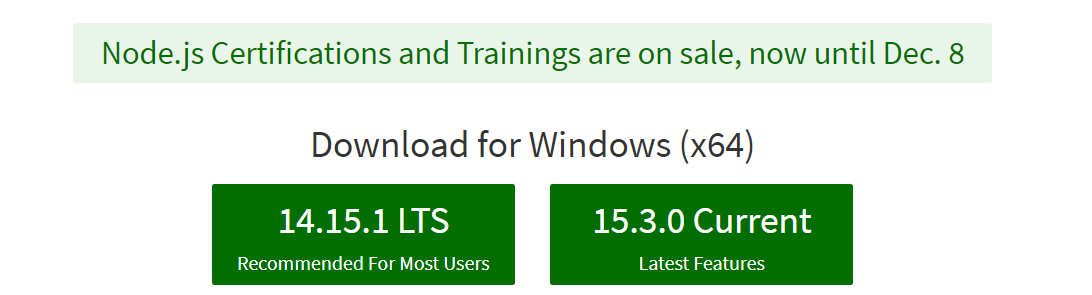 Node.js Certifications and Trainings are on sale, now until Dec. 8
Download for Windows (x64)
14.15.1 LTS
Recommended For Most Users
15.3.0 Current
Latest Features